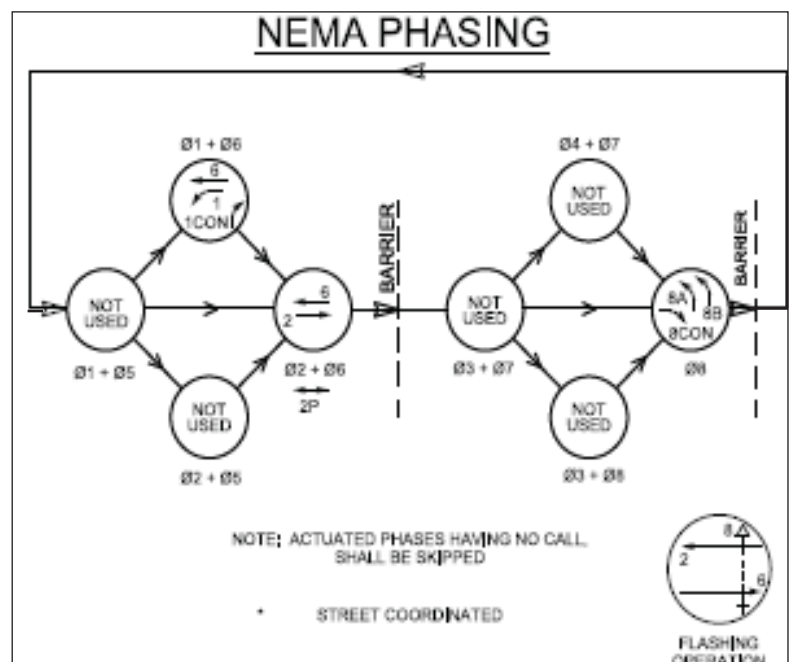 NEMA PHASING
Ø1 + Ø6
6
1
1CON
NOT
USED
Ø1 + Ø5
6
2
Ø2 + Ø6
2P
NOT
USED
Ø2 + Ø5
BARRIER
Ø4 + Ø7
NOT
USED
NOT
USED
Ø3 + Ø7
8A
8B
8CON
Ø8
NOT
USED
Ø3 + Ø8
BARRIER
NOTE: ACTUATED PHASES HAVING NO CALL,
SHALL BE SKIPPED
* STREET COORDINATED
8
2
6
FLASHING
OPERATION